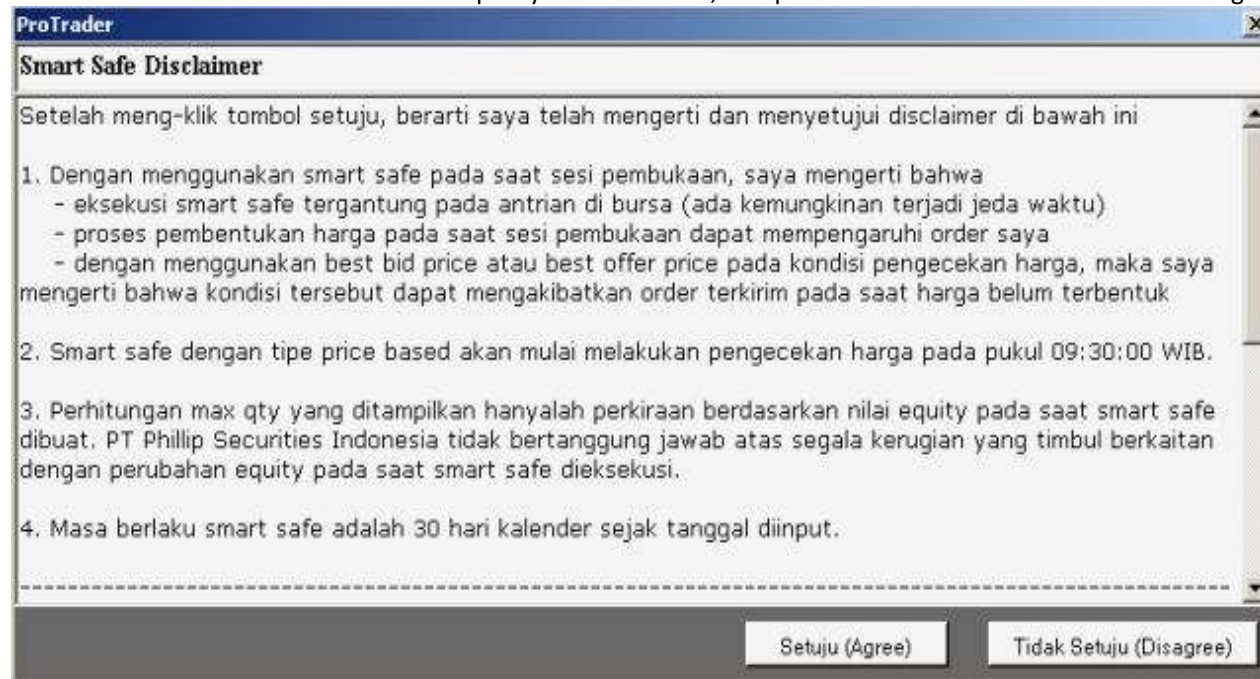 ProTrader
Smart Safe Disclaimer
Setelah meng-klik tombol setuju, berarti saya telah mengerti dan menyetujui disclaimer di bawah ini
1. Dengan menggunakan smart safe pada saat sesi pembukaan, saya mengerti bahwa
- eksekusi smart safe tergantung pada antrian di bursa (ada kemungkinan terjadi jeda waktu)
- proses pembentukan harga pada saat sesi pembukaan dapat mempengaruhi order saya
- dengan menggunakan best bid price atau best offer price pada kondisi pengecekan harga, maka saya
mengerti bahwa kondisi tersebut dapat mengakibatkan order terkirim pada saat harga belum terbentuk
2. Smart safe dengan tipe price based akan mulai melakukan pengecekan harga pada pukul 09:30:00 WIB.
3. Perhitungan max qty yang ditampilkan hanyalah perkiraan berdasarkan nilai equity pada saat smart safe
dibuat. PT Phillip Securities Indonesia tidak bertanggung jawab atas segala kerugian yang timbul berkaitan
dengan perubahan equity pada saat smart safe dieksekusi.
4. Masa berlaku smart safe adalah 30 hari kalender sejak tanggal diinput.
Setuju (Agree)
Tidak Setuju (Disagree)